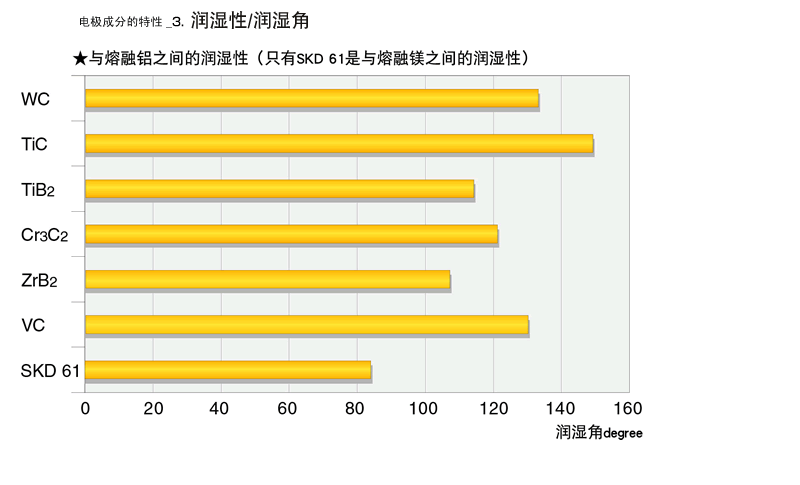 电极成分的特性 _3. 润湿性/润湿角
★与熔融铝之间的润湿性（只有SKD 61是与熔融镁之间的润湿性）
WC
TiC
TiB2
Cr3C2
ZrB2
VC
SKD 61
0 20 40 60 80 100 120 140 160
润湿角degree